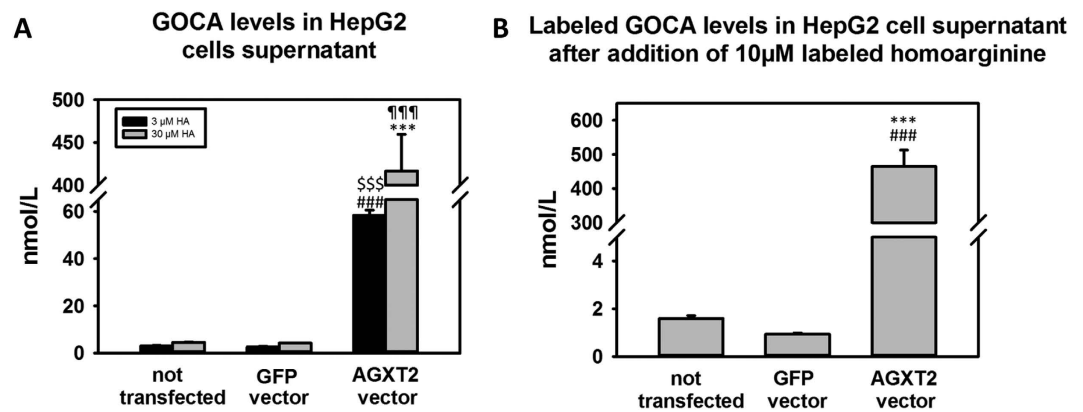 A
GOCA levels in HepG2
cells supernatant
500
450
400
60
40
20
0
nmol/L
3 µM HA
30 µM HA
$$$
###
¶¶¶
***
not
transfected
GFP
vector
AGXT2
vector
B
Labeled GOCA levels in HepG2 cell supernatant
after addition of 10µM labeled homoarginine
600
500
400
300
4
2
0
nmol/L
***
###
not
transfected
GFP
vector
AGXT2
vector